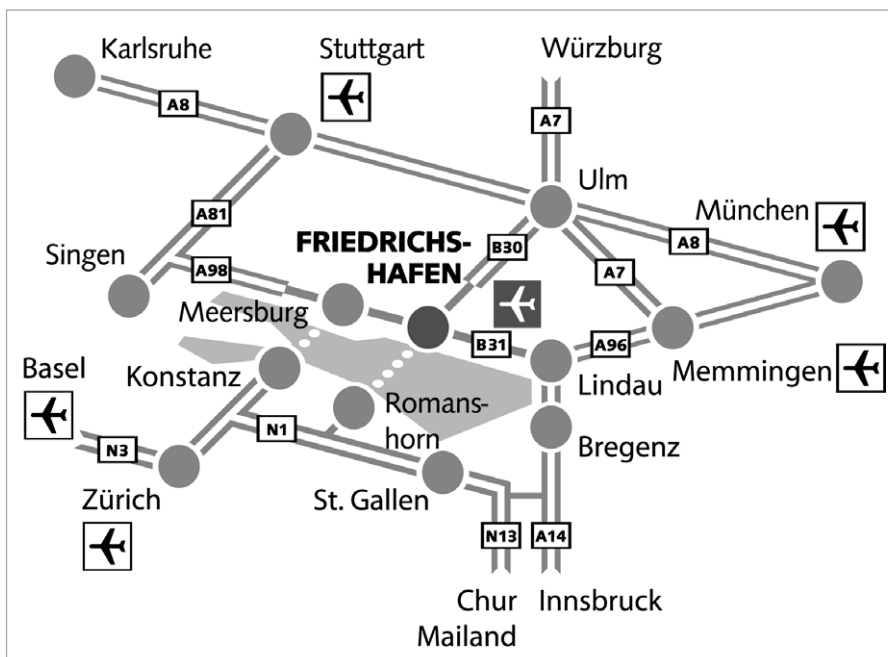 Karlsruhe
Stuttgart
Würzburg
A8
A7
Ulm
München
A81
FRIEDRICHS-
HAFEN
B30
A8
Singen
A98
A7
Meersburg
B31
A96
Basel
Konstanz
Lindau
Memmingen
Romans-
horn
N1
Bregenz
N3
Zürich
St. Gallen
N13
A14
Chur
Mailand
Innsbruck